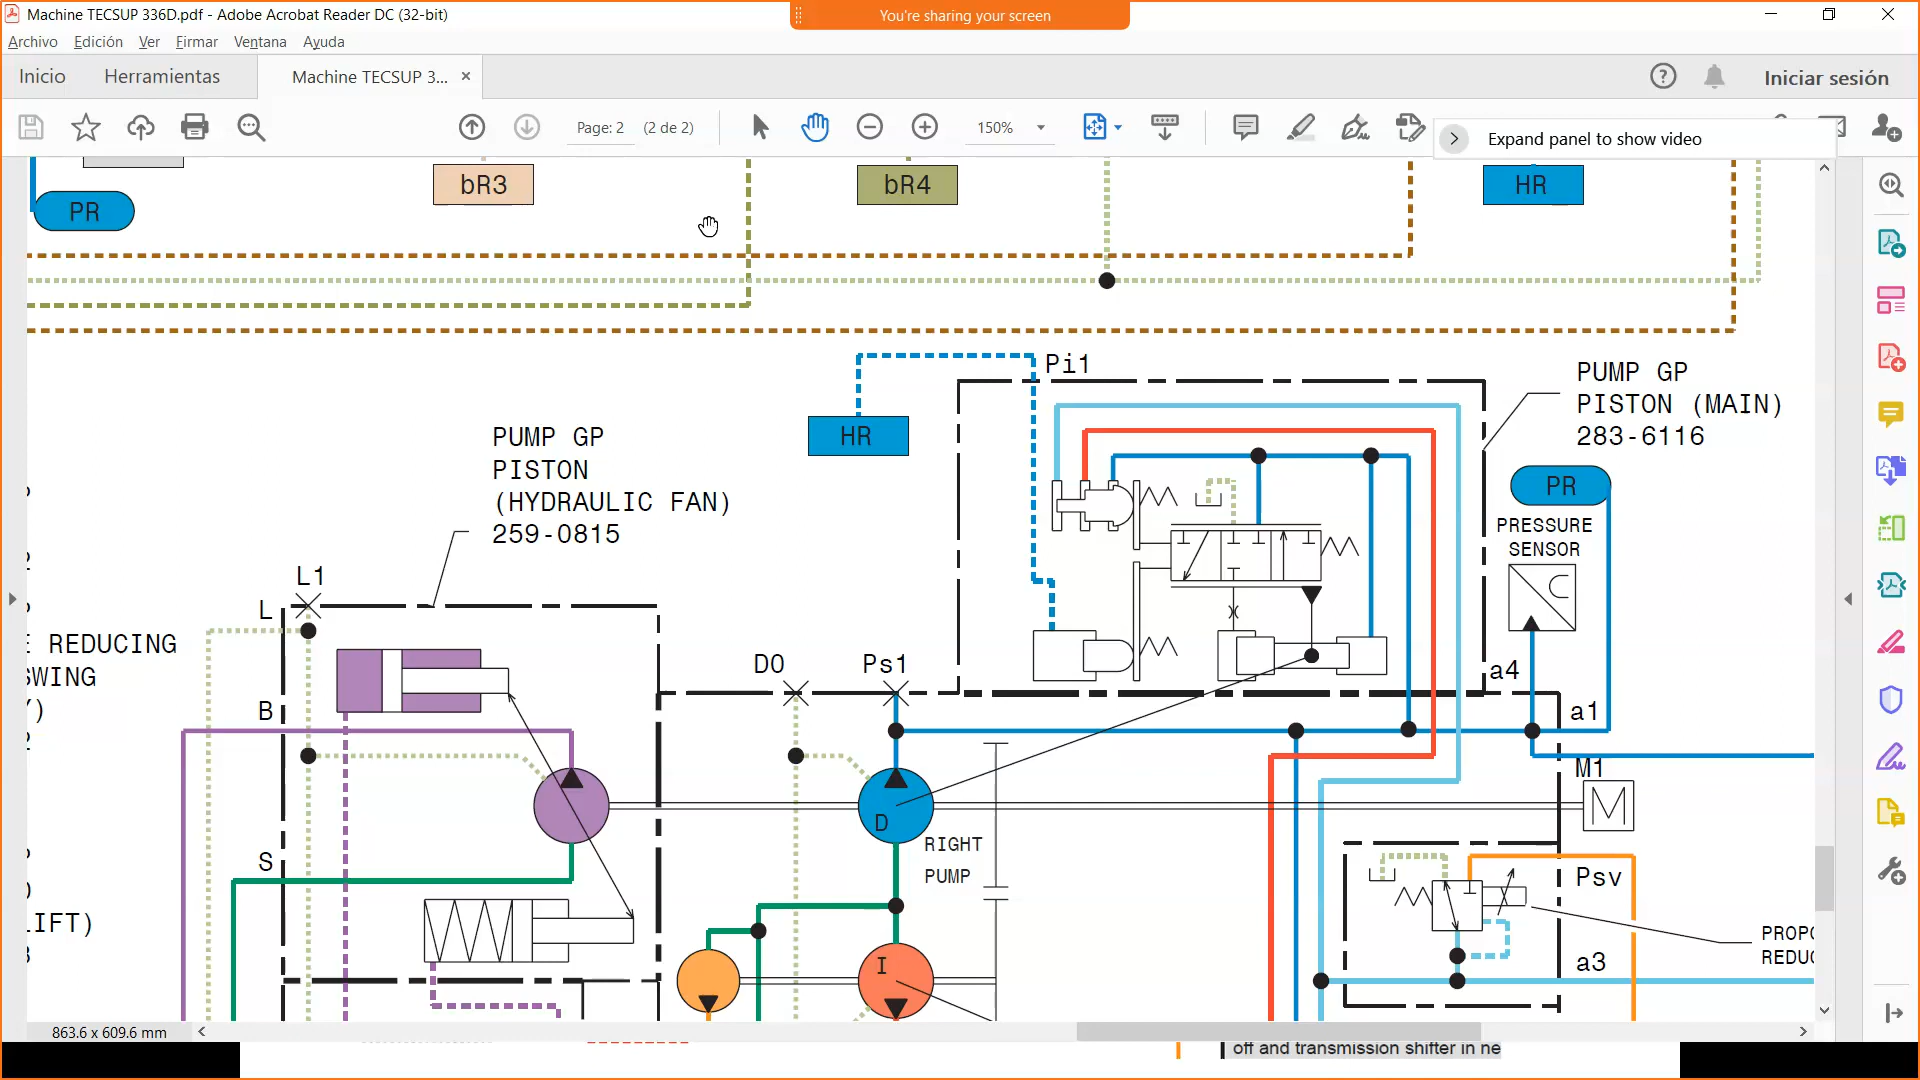 Machine TECSUP 336D.pdf - Adobe Acrobat Reader DC (32-bit)
You're sharing your screen
Archivo Edición Ver Firmar Ventana Ayuda
Inicio Herramientas Machine TECSUP 3... ×
Iniciar sesión
Page: 2 (2 de 2) 150%
Expand panel to show video
bR3
bR4
HR
PR
Pi1
PUMP GP
PISTON (MAIN)
283-6116
HR
PUMP GP
PISTON
(HYDRAULIC FAN)
259-0815
PR
PRESSURE
SENSOR
L1
L
REDUCING
SWING
D0
Ps1
a4
B
a1
M1
M
D
RIGHT
PUMP
S
Psv
I
a3
PROPO
REDUC
863.6 x 609.6 mm
off and transmission shifter in ne